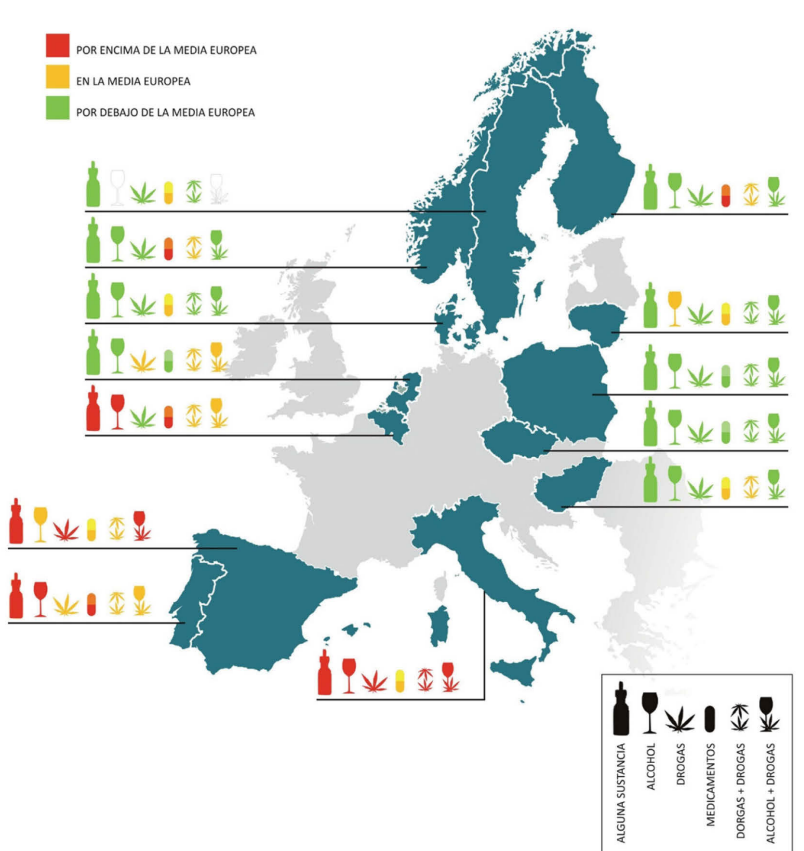 POR ENCIMA DE LA MEDIA EUROPEA
EN LA MEDIA EUROPEA
POR DEBAJO DE LA MEDIA EUROPEA
ALGUNA SUSTANCIA
ALCOHOL
DROGAS
MEDICAMENTOS
DORGAS + DROGAS
ALCOHOL + DROGAS